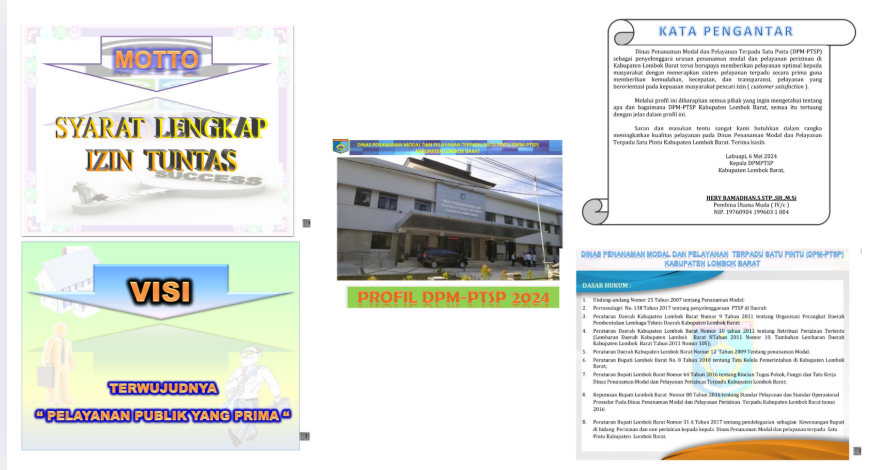 MOTTO
SYARAT LENGKAP
IZIN TUNTAS
SUCCESS
VISI
TERWUJUDNYA
“ PELAYANAN PUBLIK YANG PRIMA “
DINAS PENANAMAN MODAL DAN PELAYANAN TERPADU SATU PINTU (DPM-PTSP)
KABUPATEN LOMBOK BARAT
PROFIL DPM-PTSP 2024
KATA PENGANTAR
Dinas Penanaman Modal dan Pelayanan Terpadu Satu Pintu (DPM-PTSP)
sebagai penyelenggara urusan penanaman modal dan pelayanan perizinan di
Kabupaten Lombok Barat terus berupaya memberikan pelayanan optimal kepada
masyarakat dengan menerapkan sistem pelayanan terpadu secara prima guna
memberikan kemudahan, kecepatan, dan transparansi, pelayanan yang
berorientasi pada kepuasan masyarakat pencari izin ( customer satisfaction ).
Melalui profil ini diharapkan semua pihak yang ingin mengetahui tentang
apa dan bagaimana DPM-PTSP Kabupaten Lombok Barat, semua itu tertuang
dengan jelas dalam profil ini.
Saran dan masukan tentu sangat kami butuhkan dalam rangka
meningkatkan kualitas pelayanan pada Dinas Penanaman Modal dan Pelayanan
Terpadu Satu Pintu Kabupaten Lombok Barat. Terima kasih.
Labuapi, 6 Mei 2024
Kepala DPMPTSP
Kabupaten Lombok Barat,
HERY RAMADHAN,S.STP.,SH.,M.Si
Pembina Utama Muda ( IV/c )
NIP. 19760904 199603 1 004
DINAS PENANAMAN MODAL DAN PELAYANAN TERPADU SATU PINTU (DPM-PTSP)
KABUPATEN LOMBOK BARAT
DASAR HUKUM :
1. Undang-undang Nomor 25 Tahun 2007 tentang Penanaman Modal;
2. Permendagri No. 138 Tahun 2017 tentang penyelenggaraan PTSP di Daerah
3. Peraturan Daerah Kabupaten Lombok Barat Nomor 9 Tahun 2011 tentang Organisasi Perangkat Daerah
Pembentukan Lembaga Teknis Daerah Kabupaten Lombok Barat;
4. Peraturan Daerah Kabupaten Lombok Barat Nomor 10 tahun 2011 tentang Retribusi Perizinan Tertentu
(Lembaran Daerah Kabupaten Lombok Barat NTahun 2011 Nomor 10, Tambahan Lembaran Daerah
Kabupaten Lombok Barat Tahun 2011 Nomor 105);
5. Peraturan Daerah Kabupaten Lombok Barat Nomor 12 Tahun 2009 Tentang penanaman Modal.
6. Peraturan Bupati Lombok Barat No. 8 Tahun 2010 tentang Tata Kelola Pemerintahan di Kabupaten Lombok
Barat;
7. Peraturan Bupati Lombok Barat Nomor 64 Tahun 2016 tentang Rincian Tugas Pokok, Fungsi dan Tata Kerja
Dinas Penanaman Modal dan Pelayanan Perizinan Terpadu Kabupaten Lombok Barat;
8. Keputusan Bupati Lombok Barat Nomor 88 Tahun 2016 tentang Standar Pelayanan dan Standar Operasional
Prosedur Pada Dinas Penanaman Modal dan Pelayanan Perizinan Terpadu Kabupaten Lombok Barat tamun
2016
9. Peraturan Bupati Lombok Barat Nomor 31 A Tahun 2017 tentang pendelegasian sebagian Kewenangan Bupati
di bidang Perizinan dan non perizinan kepada kepala Dinas Penanaman Modal dan pelayanan terpadu Satu
Pintu Kabupaten Lombok Barat.